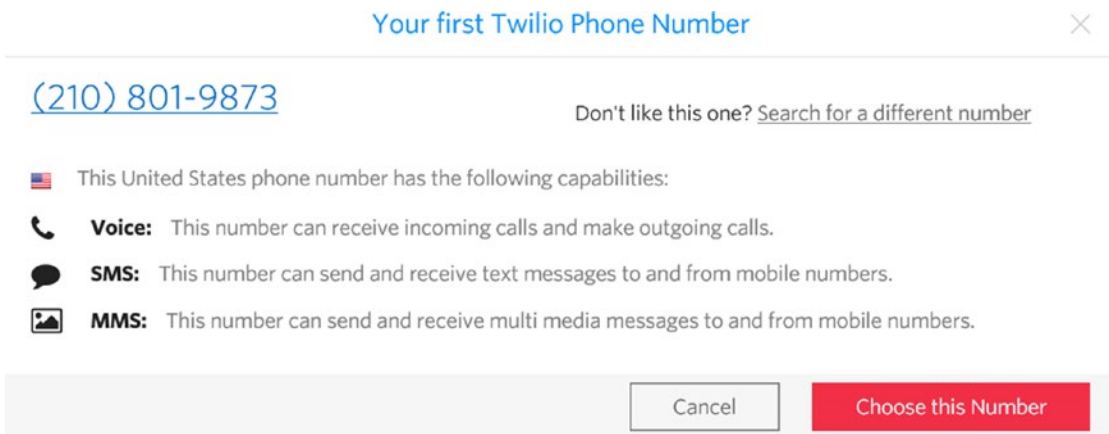 Your first Twilio Phone Number
(210) 801-9873
Don't like this one? Search for a different number
This United States phone number has the following capabilities:
Voice: This number can receive incoming calls and make outgoing calls.
SMS: This number can send and receive text messages to and from mobile numbers.
MMS: This number can send and receive multi media messages to and from mobile numbers.
Cancel
Choose this Number